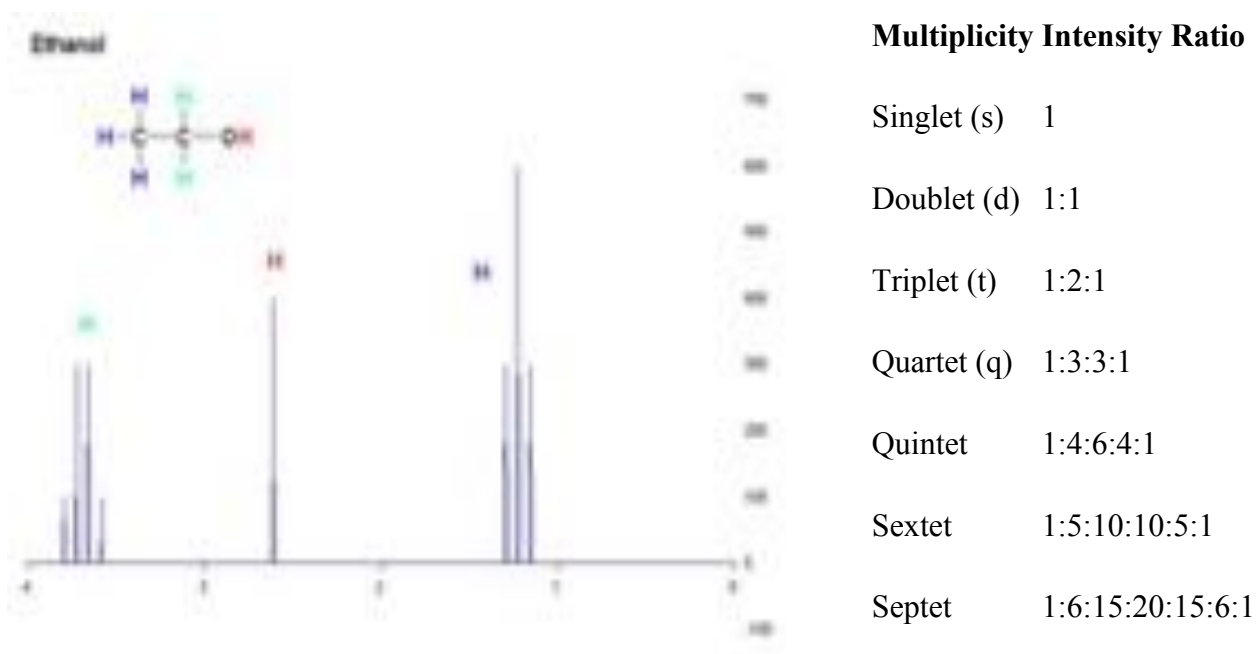 Ethanol
H
H-C-C-OH
H
H
H
Multiplicity Intensity Ratio
Singlet (s) 1
Doublet (d) 1:1
Triplet (t) 1:2:1
Quartet (q) 1:3:3:1
Quintet 1:4:6:4:1
Sextet 1:5:10:10:5:1
Septet 1:6:15:20:15:6:1